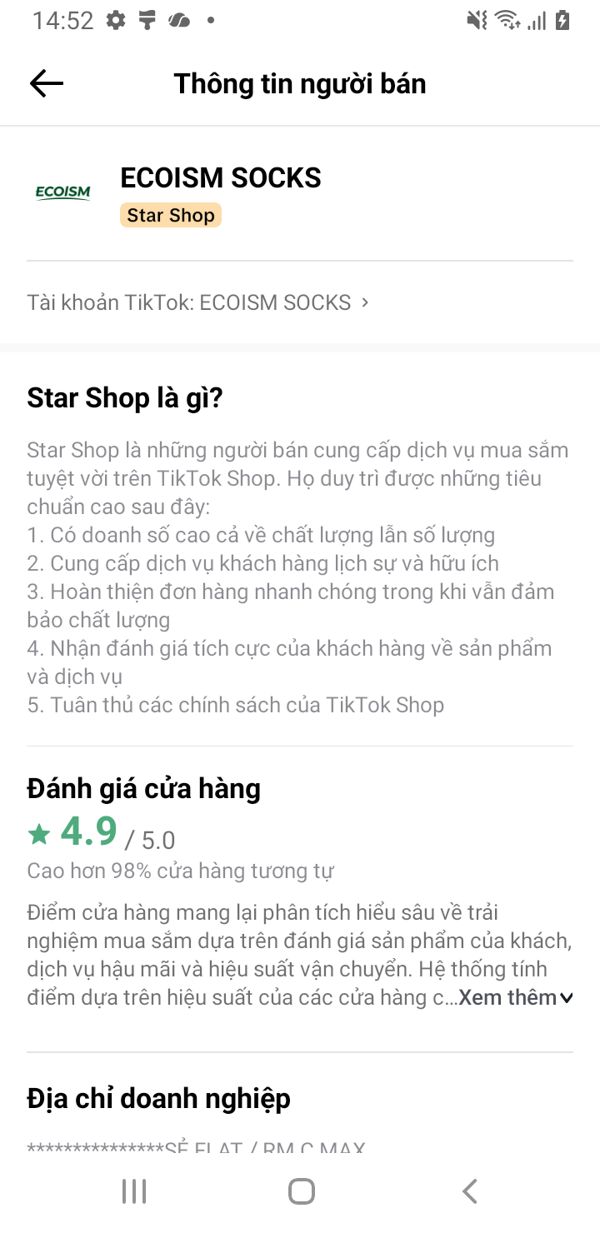 14:52
Thông tin người bán
ECOISM
ECOISM SOCKS
Star Shop
Tài khoản TikTok: ECOISM SOCKS >
Star Shop là gì?
Star Shop là những người bán cung cấp dịch vụ mua sắm
tuyệt vời trên TikTok Shop. Họ duy trì được những tiêu
chuẩn cao sau đây:
1. Có doanh số cao cả về chất lượng lẫn số lượng
2. Cung cấp dịch vụ khách hàng lịch sự và hữu ích
3. Hoàn thiện đơn hàng nhanh chóng trong khi vẫn đảm
bảo chất lượng
4. Nhận đánh giá tích cực của khách hàng về sản phẩm
và dịch vụ
5. Tuân thủ các chính sách của TikTok Shop
Đánh giá cửa hàng
4.9 / 5.0
Cao hơn 98% cửa hàng tương tự
Điểm cửa hàng mang lại phân tích hiểu sâu về trải
nghiệm mua sắm dựa trên đánh giá sản phẩm của khách,
dịch vụ hậu mãi và hiệu suất vận chuyển. Hệ thống tính
điểm dựa trên hiệu suất của các cửa hàng c...Xem thêm
Địa chỉ doanh nghiệp
***************SẺ FLAT / RM C MAX